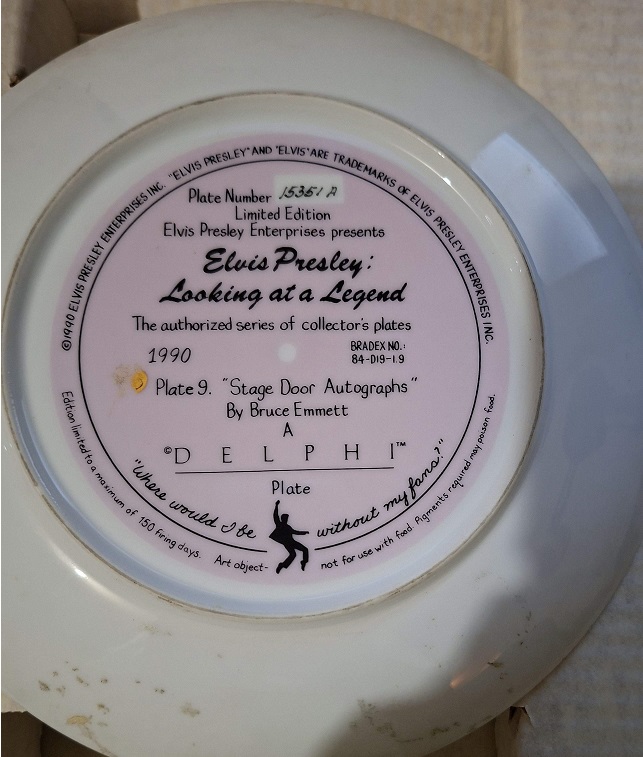 ©1990 ELVIS PRESLEY ENTERPRISES INC. "ELVIS PRESLEY" AND "ELVIS" ARE TRADEMARKS OF ELVIS PRESLEY ENTERPRISES INC.
Plate Number 15351A
Limited Edition
Elvis Presley Enterprises presents
Elvis Presley:
Looking at a Legend
The authorized series of collector's plates
1990
BRADEX NO.:
84-D19-1.9
Plate 9. "Stage Door Autographs"
By Bruce Emmett
A
©DELPHI™
Plate
"Where would I be without my fans?"
Edition limited to a maximum of 150 firing days. Art object- not for use with food. Pigments required may poison food.